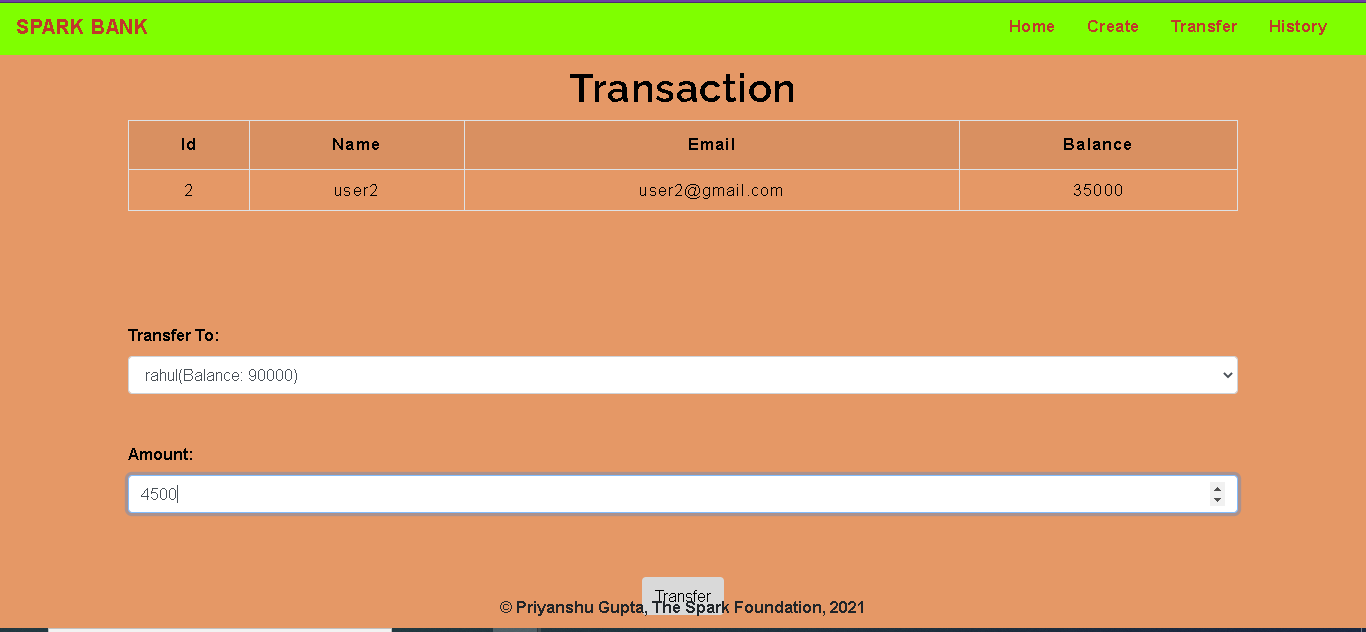 SPARK BANK Home Create Transfer History
Transaction
Id Name Email Balance
2 user2 user2@gmail.com 35000
Transfer To:
rahul(Balance: 90000)
Amount:
4500
Transfer
© Priyanshu Gupta, The Spark Foundation, 2021